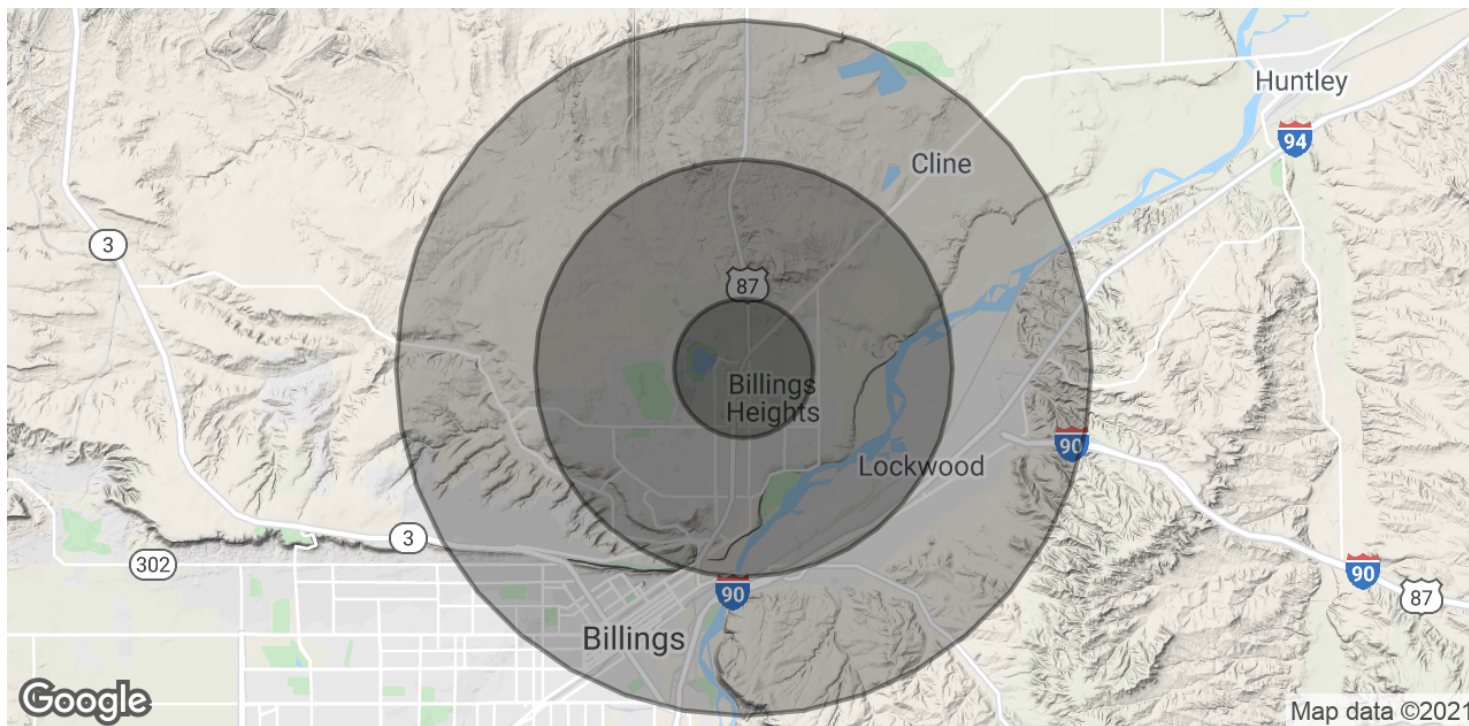 Huntley
94
Cline
3
87
Billings
Heights
90
Lockwood
3
302
90
90
87
Billings
Google
Map data ©2021